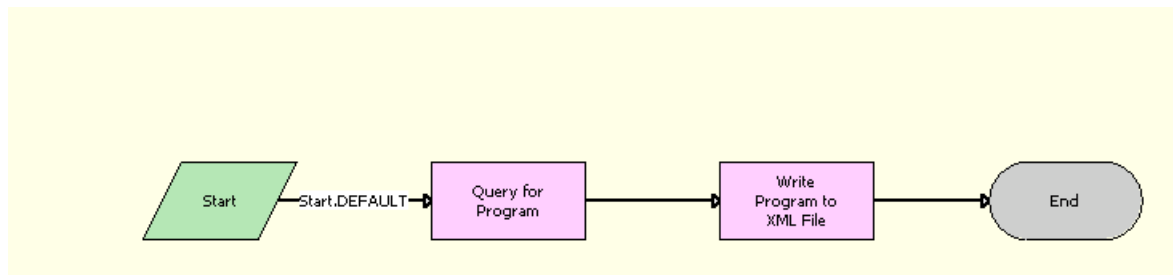 Start
Start.DEFAULT
Query for
Program
Write
Program to
XML File
End